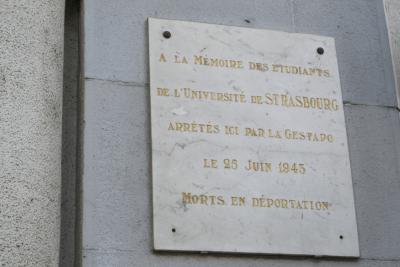 A LA MÉMOIRE DES ETUDIANTS
DE L'UNIVERSITÉ DE STRASBOURG
ARRÊTÉS ICI PAR LA GESTAPO
LE 25 JUIN 1943
MORTS EN DÉPORTATION